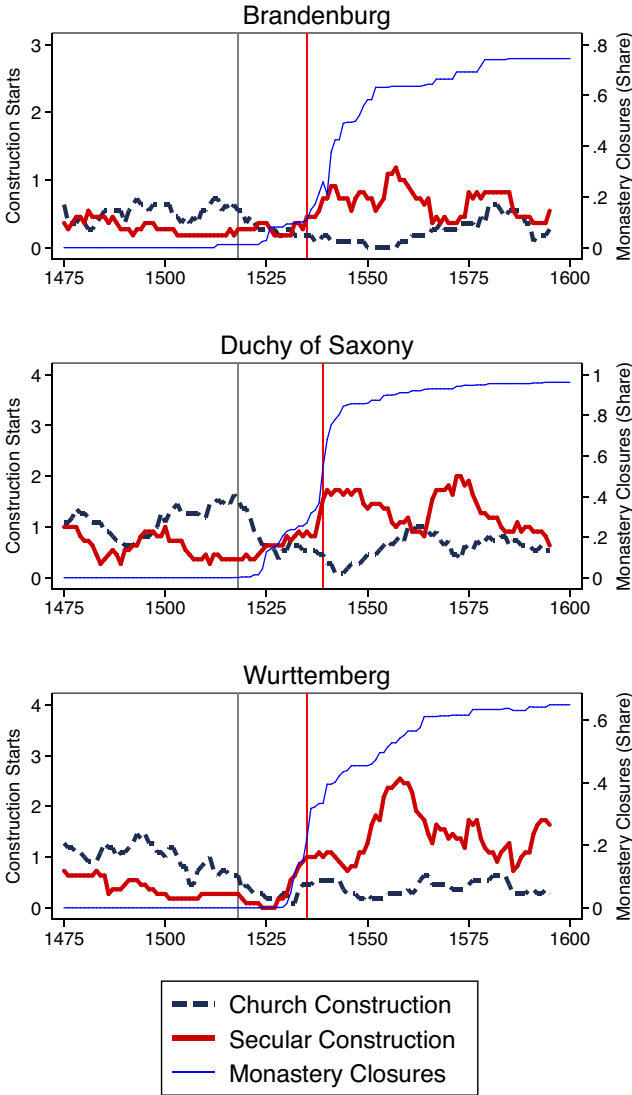 Brandenburg
Construction Starts
3
2
1
0
.8
.6
.4
.2
0
Monastery Closures (Share)
1475 1500 1525 1550 1575 1600
Duchy of Saxony
Construction Starts
4
3
2
1
0
1
.8
.6
.4
.2
0
Monastery Closures (Share)
1475 1500 1525 1550 1575 1600
Wurttemberg
Construction Starts
4
3
2
1
0
.6
.4
.2
0
Monastery Closures (Share)
1475 1500 1525 1550 1575 1600
Church Construction
Secular Construction
Monastery Closures